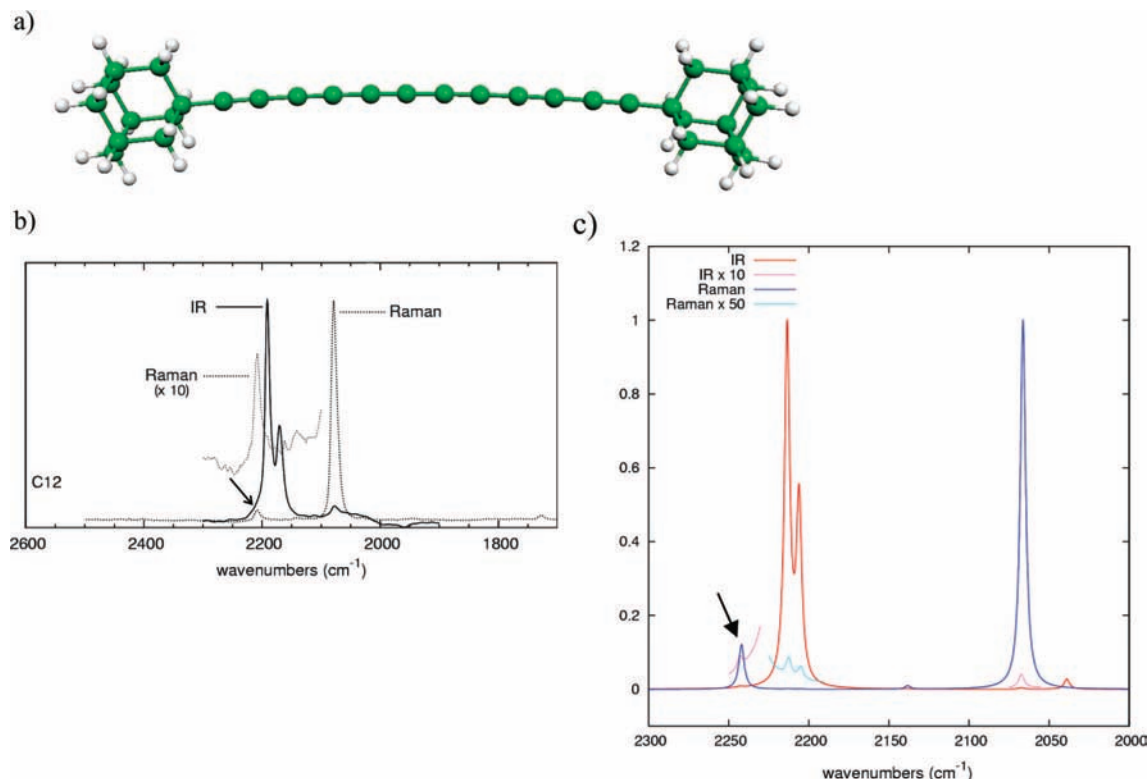 a)
b)
IR
Raman
Raman
(x 10)
C12
2600
2400
2200
2000
1800
wavenumbers (cm-1)
c)
1.2
1
0.8
0.6
0.4
0.2
0
IR
IR x 10
Raman
Raman x 50
2300
2250
2200
2150
2100
2050
2000
wavenumbers (cm-1)